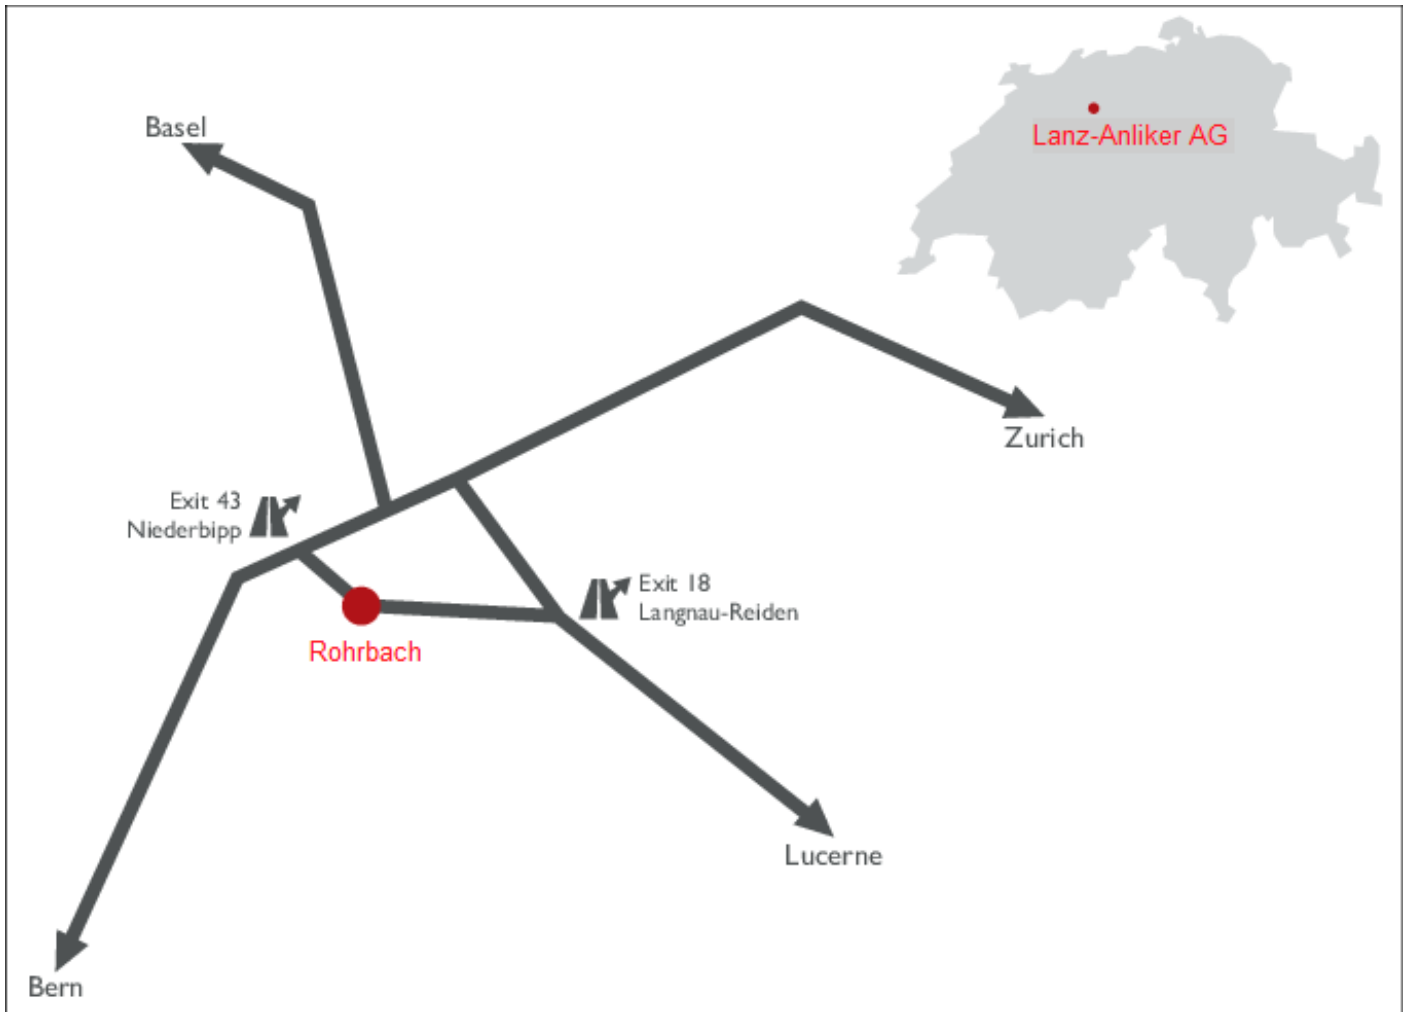 Basel
Lanz-Anliker AG
Zurich
Exit 43
Niederbipp
Exit 18
Langnau-Reiden
Rohrbach
Lucerne
Bern